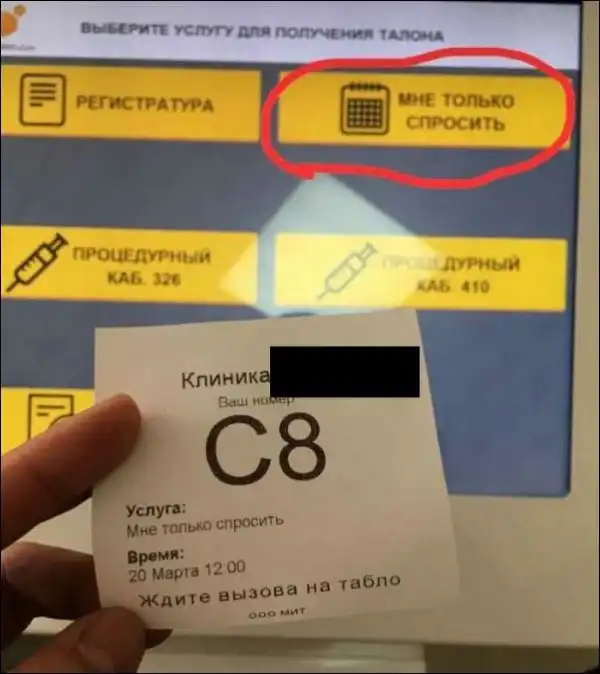 ВЫБЕРИТЕ УСЛУГУ ДЛЯ ПОЛУЧЕНИЯ ТАЛОНА
РЕГИСТРАТУРА
МНЕ ТОЛЬКО
СПРОСИТЬ
ПРОЦЕДУРНЫЙ
КАБ. 326
ПРОЦЕДУРНЫЙ
КАБ. 410
Клиника
Ваш номер
С8
Услуга:
Мне только спросить
Время:
20 Марта 12:00
Ждите вызова на табло
ООО МИТ